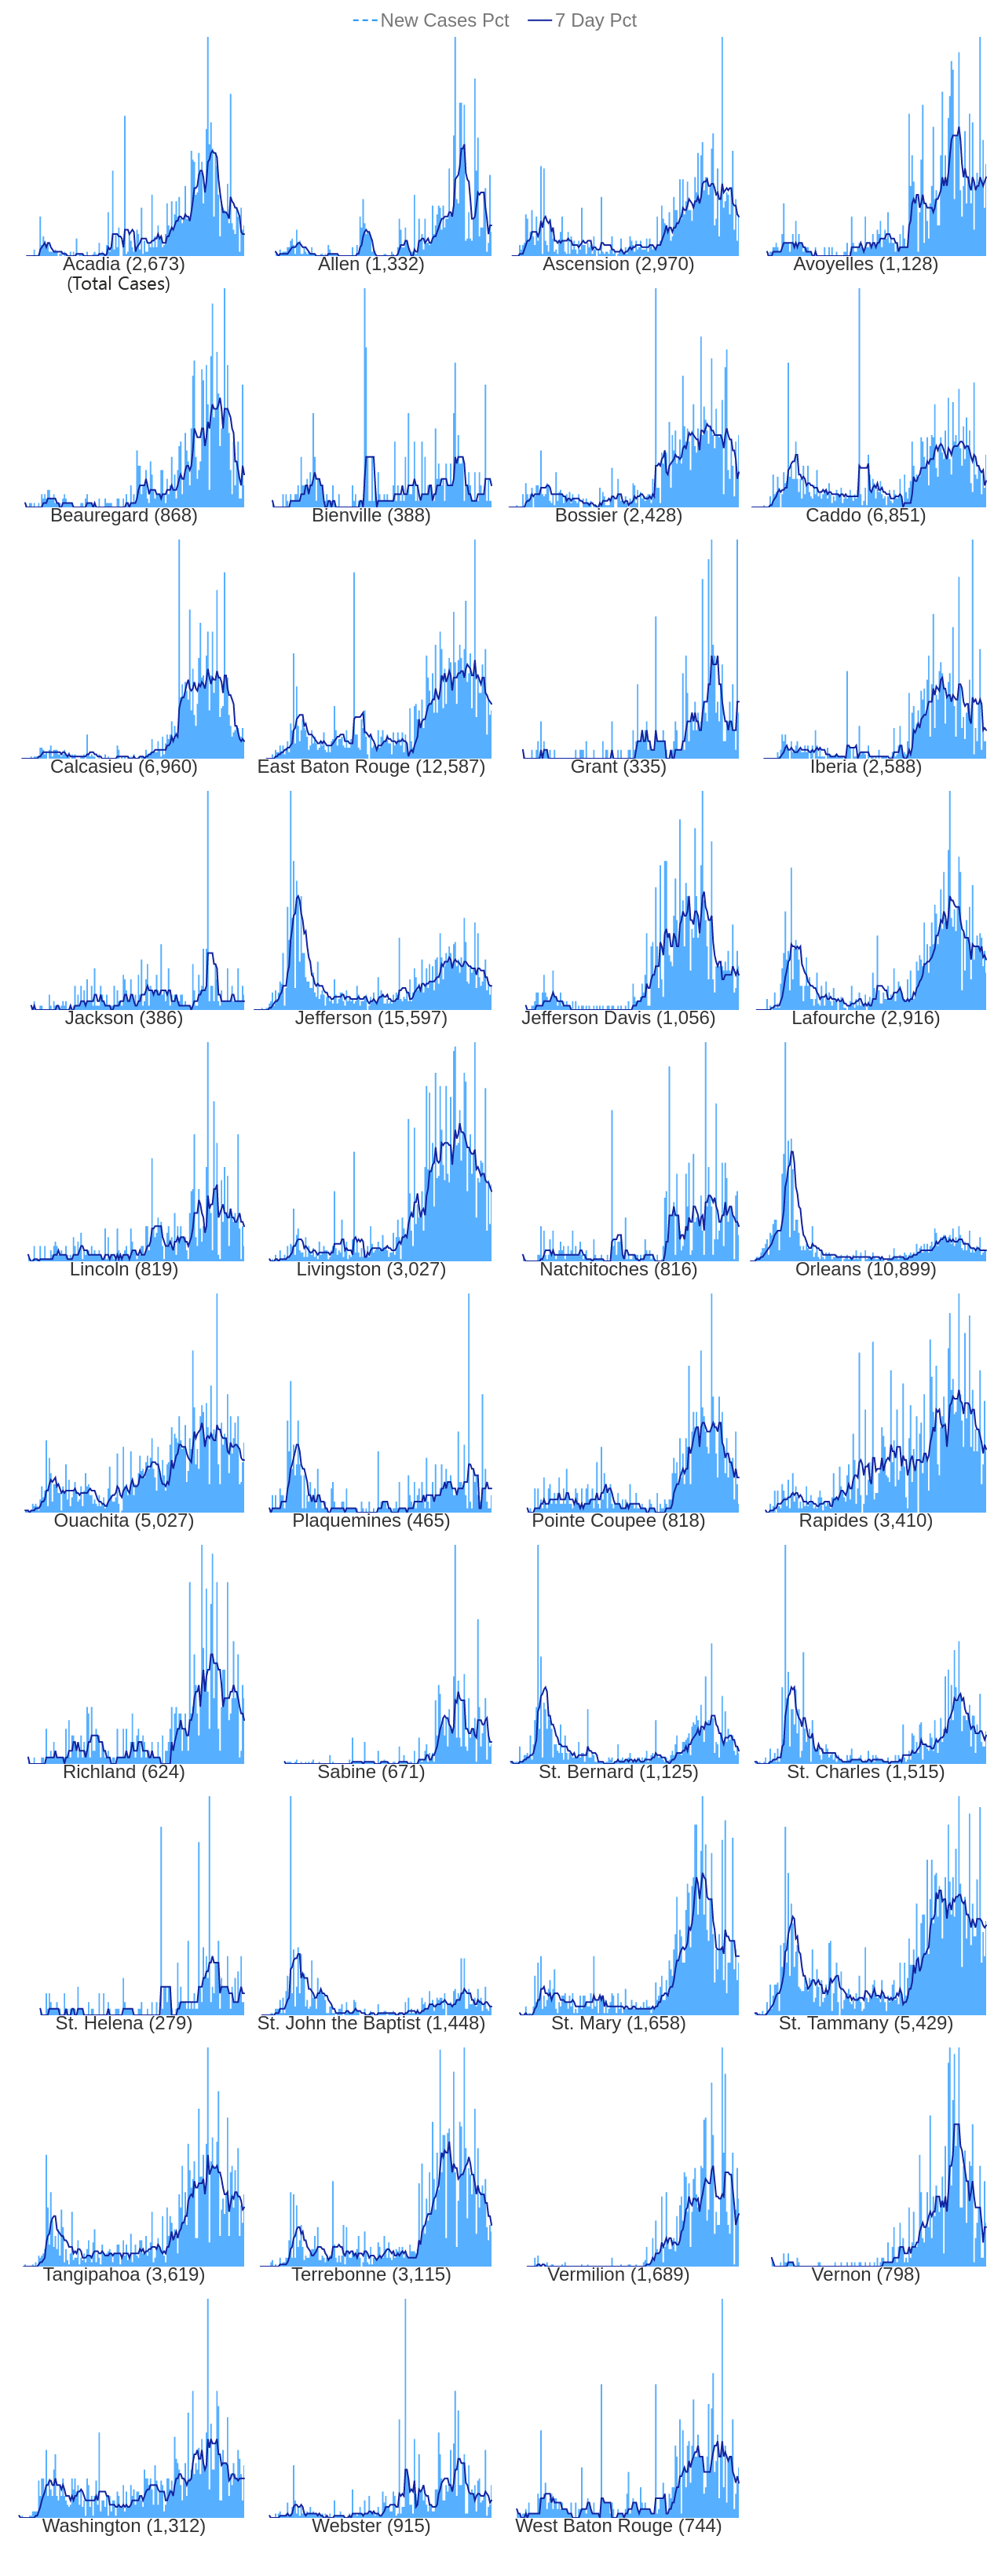 New Cases Pct 7 Day Pct
Acadia (2,673) Allen (1,332) Ascension (2,970) Avoyelles (1,128)
(Total Cases)
Beauregard (868) Bienville (388) Bossier (2,428) Caddo (6,851)
Calcasieu (6,960) East Baton Rouge (12,587) Grant (335) Iberia (2,588)
Jackson (386) Jefferson (15,597) Jefferson Davis (1,056) Lafourche (2,916)
Lincoln (819) Livingston (3,027) Natchitoches (816) Orleans (10,899)
Ouachita (5,027) Plaquemines (465) Pointe Coupee (818) Rapides (3,410)
Richland (624) Sabine (671) St. Bernard (1,125) St. Charles (1,515)
St. Helena (279) St. John the Baptist (1,448) St. Mary (1,658) St. Tammany (5,429)
Tangipahoa (3,619) Terrebonne (3,115) Vermilion (1,689) Vernon (798)
Washington (1,312) Webster (915) West Baton Rouge (744)